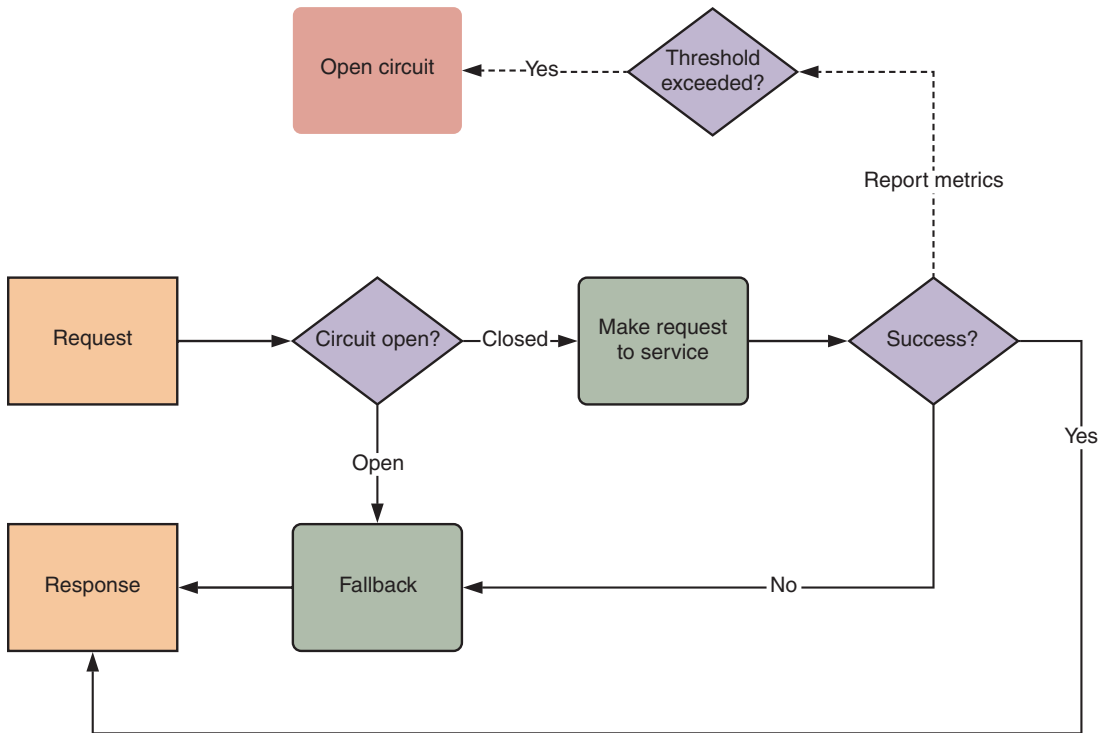 Open circuit
Yes
Threshold
exceeded?
Report metrics
Request
Circuit open?
Closed
Make request
to service
Success?
Yes
Open
Response
Fallback
No